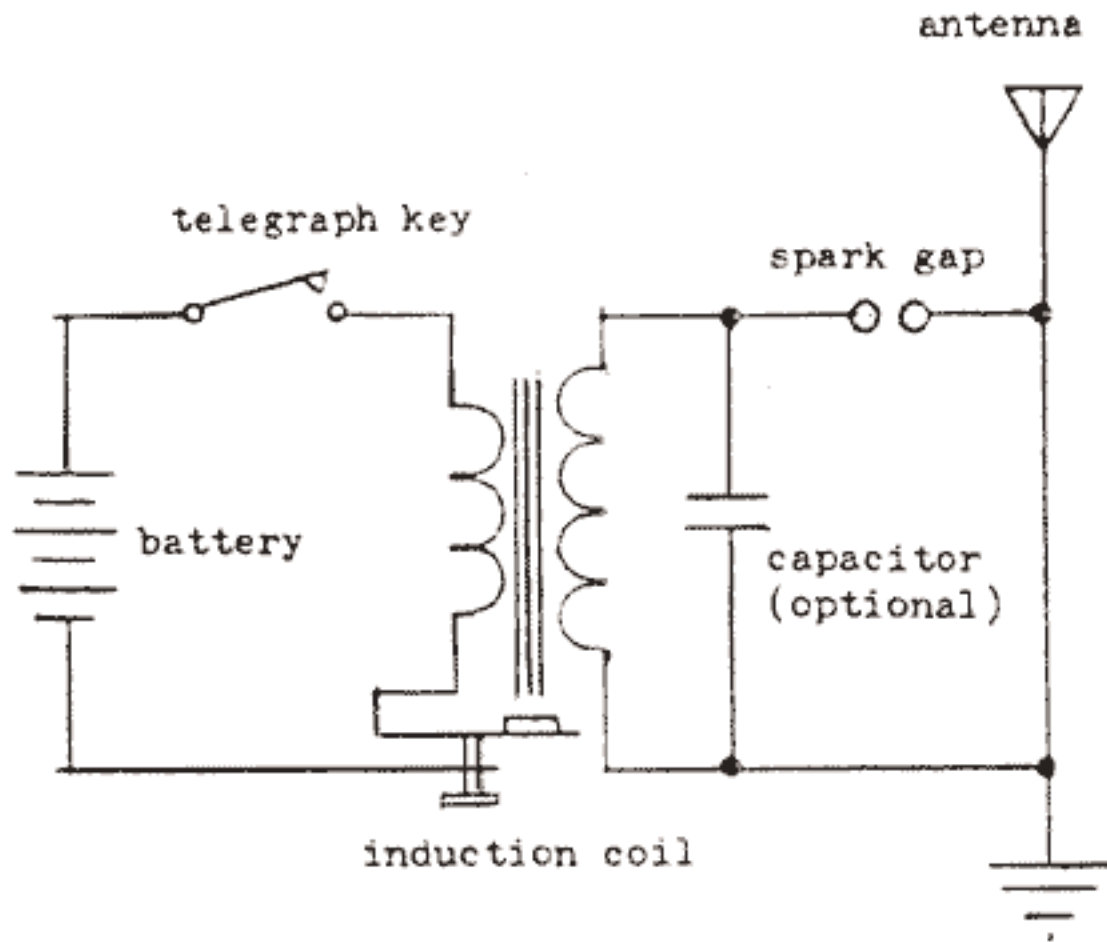 antenna
telegraph key
spark gap
battery
capacitor
(optional)
induction coil